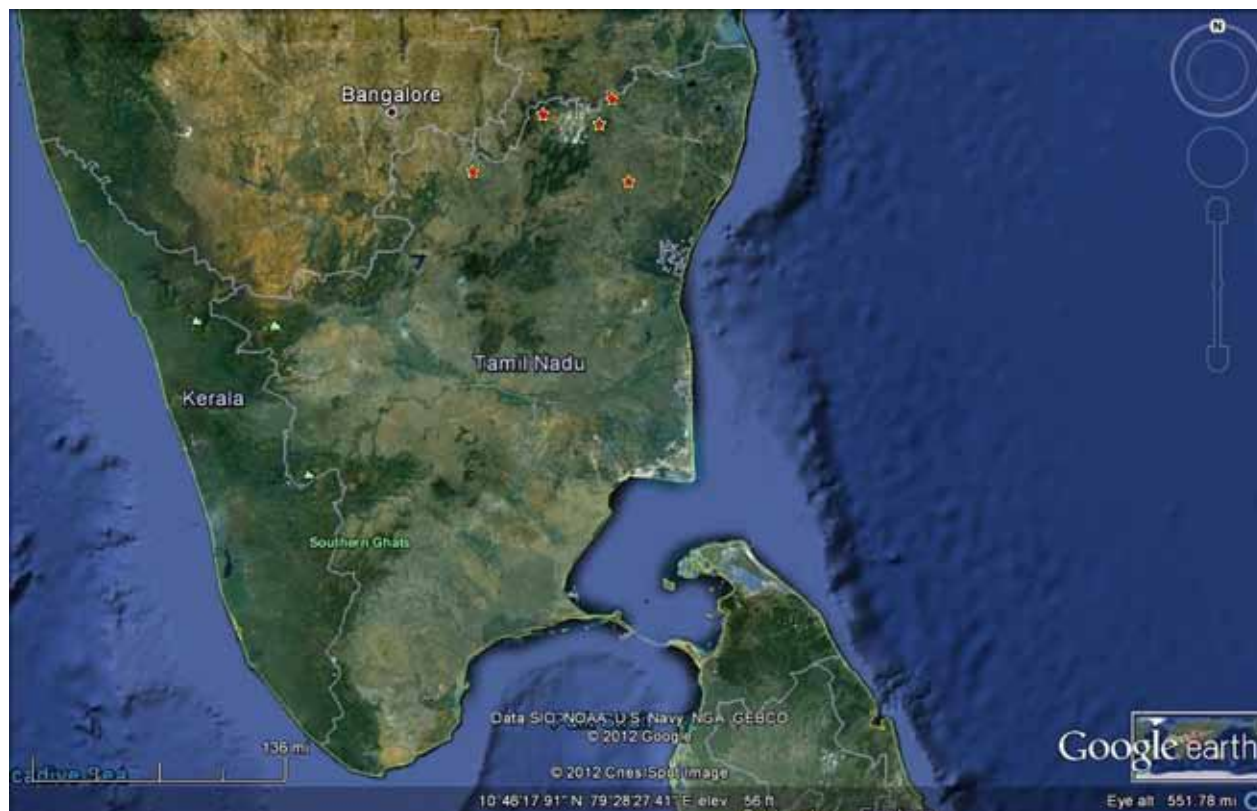 N
Bangalore
Tamil Nadu
Kerala
Southern Ghats
Data SIO, NOAA, U.S. Navy, NGA, GEBCO
© 2012 Google
© 2012 Cnes/Spot Image
136 mi
cadive Sea
Google earth
10°46'17.91" N 79°28'27.41" E elev 56 ft
Eye alt 551.78 mi